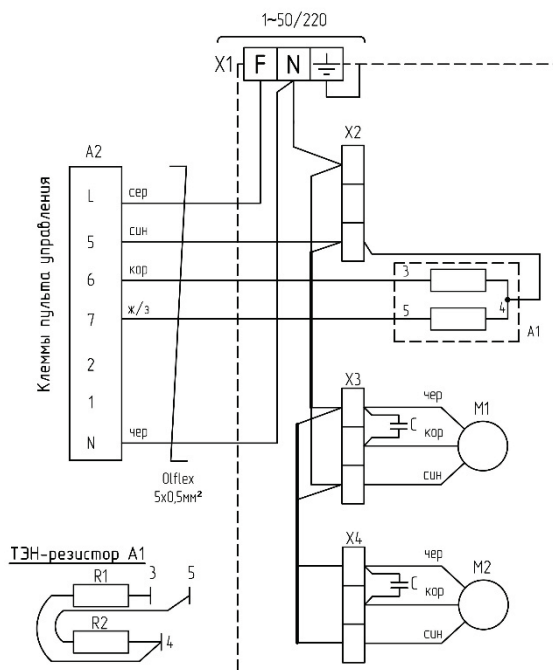 1~50/220
X1 F N
X2
A2
L сер
5 син
6 кор
7 ж/з
2
1
N чер
Клеммы пульта управления
3
5 4
A1
X3
чер
M1
C
кор
син
Olflex
5x0,5мм²
X4
чер
M2
C
кор
син
ТЭН-резистор А1
R1 3 5
R2 4